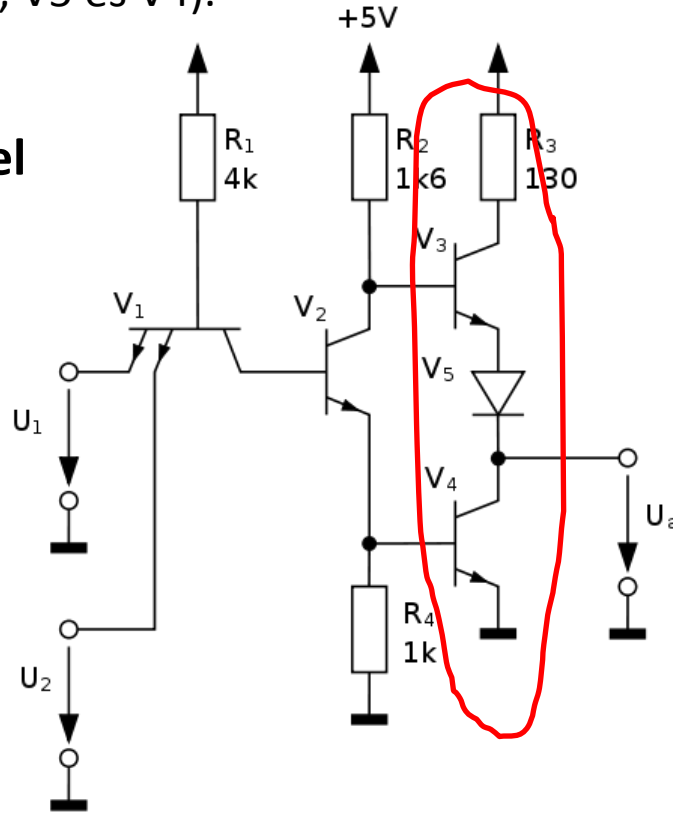 , V5 és V4).
+5V
el
R₁
4k
R₂
1k6
R₃
130
V₃
V₁
V₂
V₅
U₁
V₄
Uₐ
R₄
1k
U₂